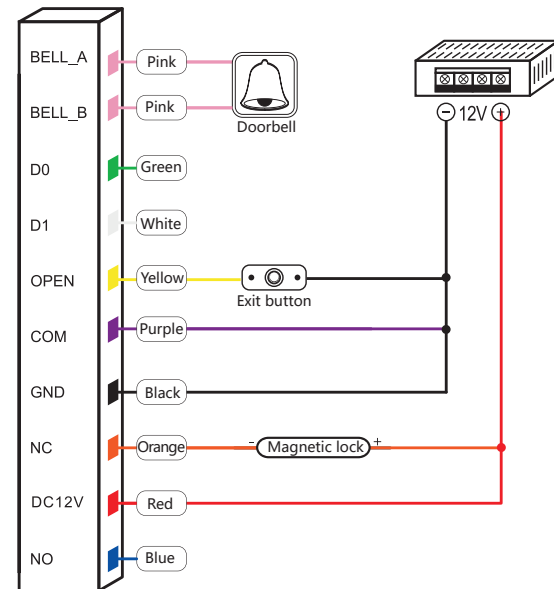 BELL_A Pink
BELL_B Pink
Doorbell
- 12V +
D0 Green
D1 White
OPEN Yellow
Exit button
COM Purple
GND Black
NC Orange - Magnetic lock +
DC12V Red
NO Blue